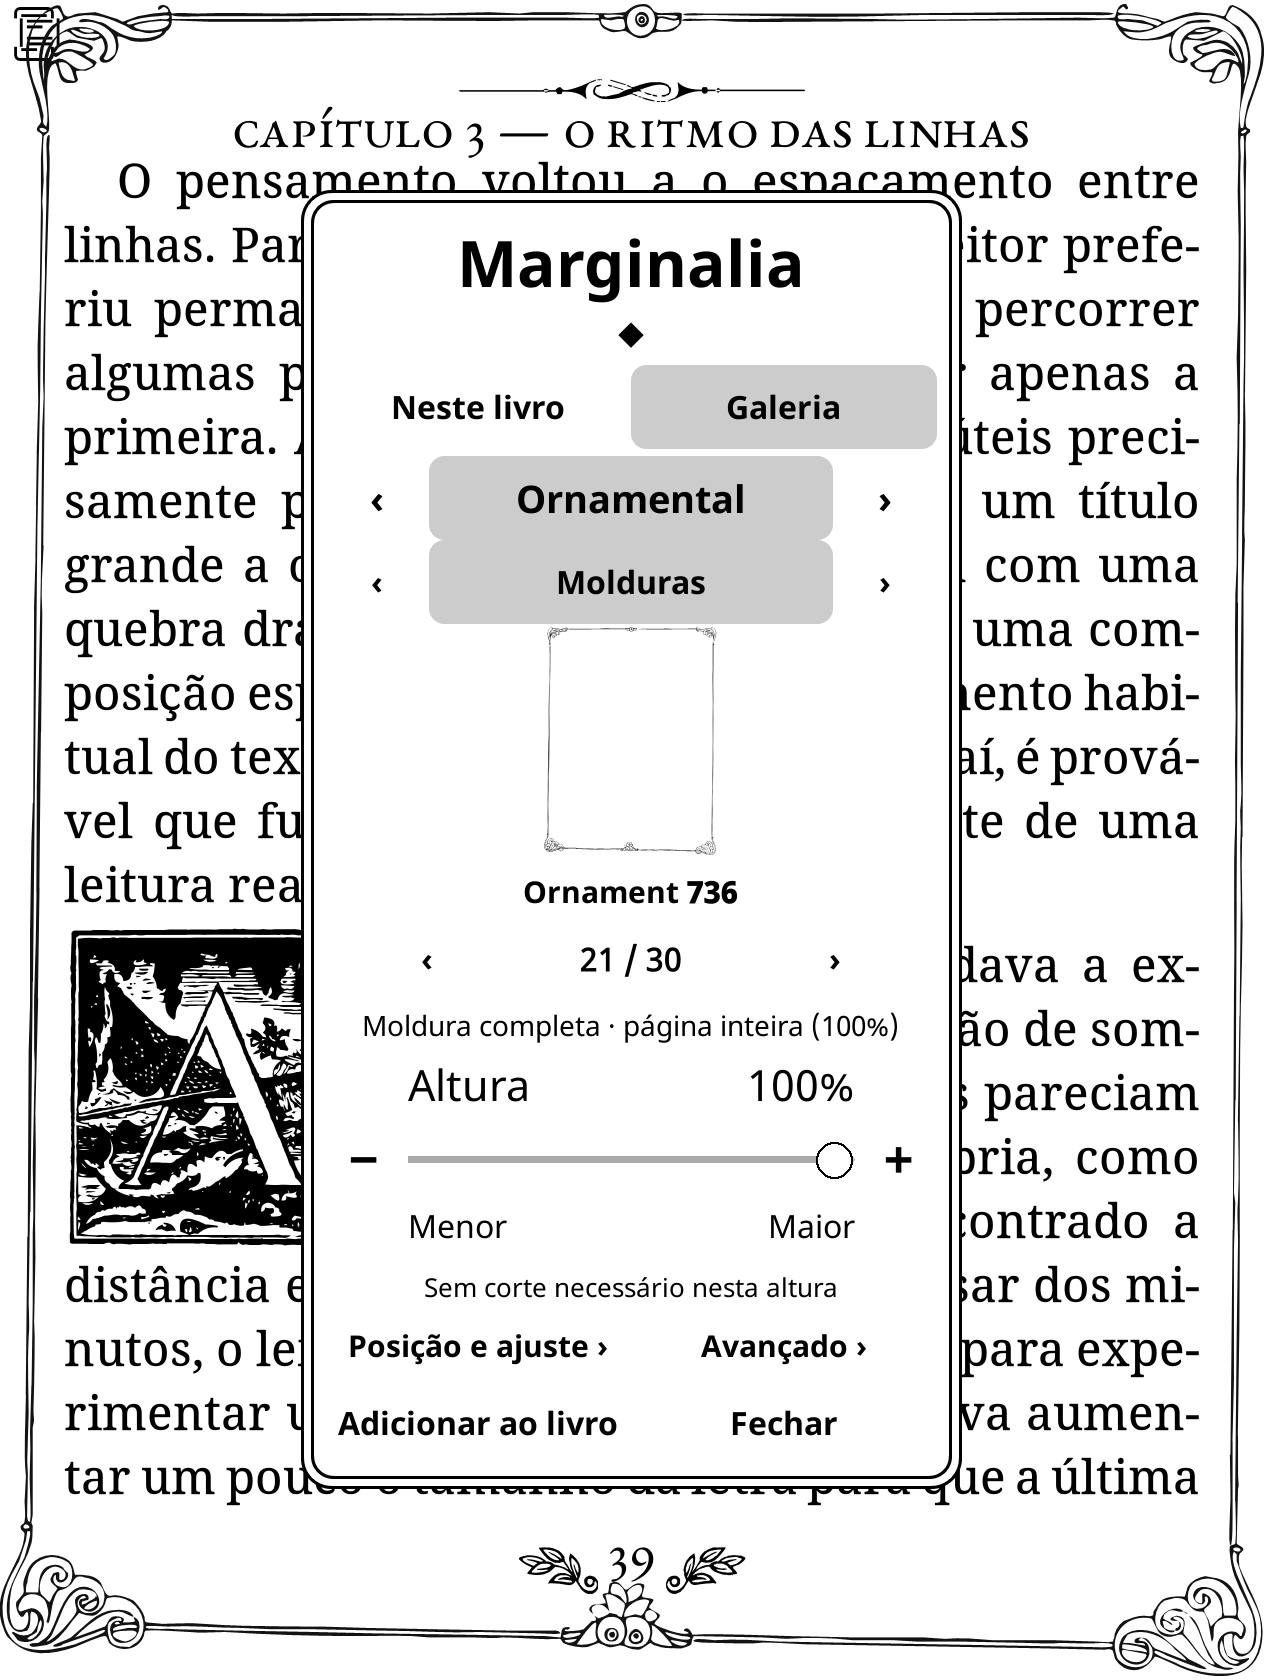 CAPÍTULO 3 — O RITMO DAS LINHAS
O pensamento voltou a o espaçamento entre
linhas. Par
eitor prefe-
riu perma
percorrer
algumas p
apenas a
primeira.
úteis preci-
samente p
um título
grande a
com uma
quebra dra
uma com-
posição esp
mento habi-
tual do tex
aí, é prová-
vel que fu
te de uma
leitura rea
Marginalia
◆
Neste livro Galeria
‹ Ornamental ›
‹ Molduras ›
Ornament 736
‹ 21 / 30 ›
Moldura completa · página inteira (100%)
Altura 100%
− +
Menor Maior
Sem corte necessário nesta altura
Posição e ajuste › Avançado ›
Adicionar ao livro Fechar
A
dava a ex-
ão de som-
s pareciam
pria, como
contrado a
distância e
sar dos mi-
nutos, o lei
para expe-
rimentar u
va aumen-
tar um pouco o tamanho da letra para que a última
39